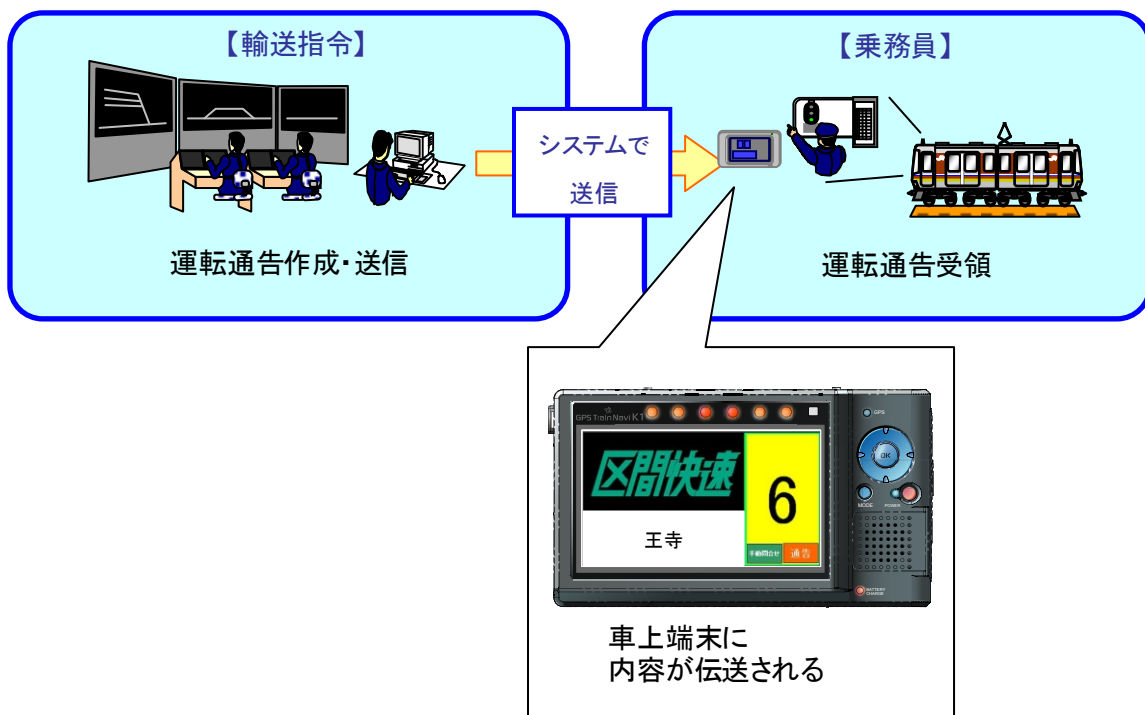 【輸送指令】
【乗務員】
システムで
送信
運転通告作成・送信
運転通告受領
GPS Train Navi K1
GPS
区間快速
6
OK
MODE
POWER
王寺
手動問合せ
通告
BATTERY
CHARGE
車上端末に
内容が伝送される